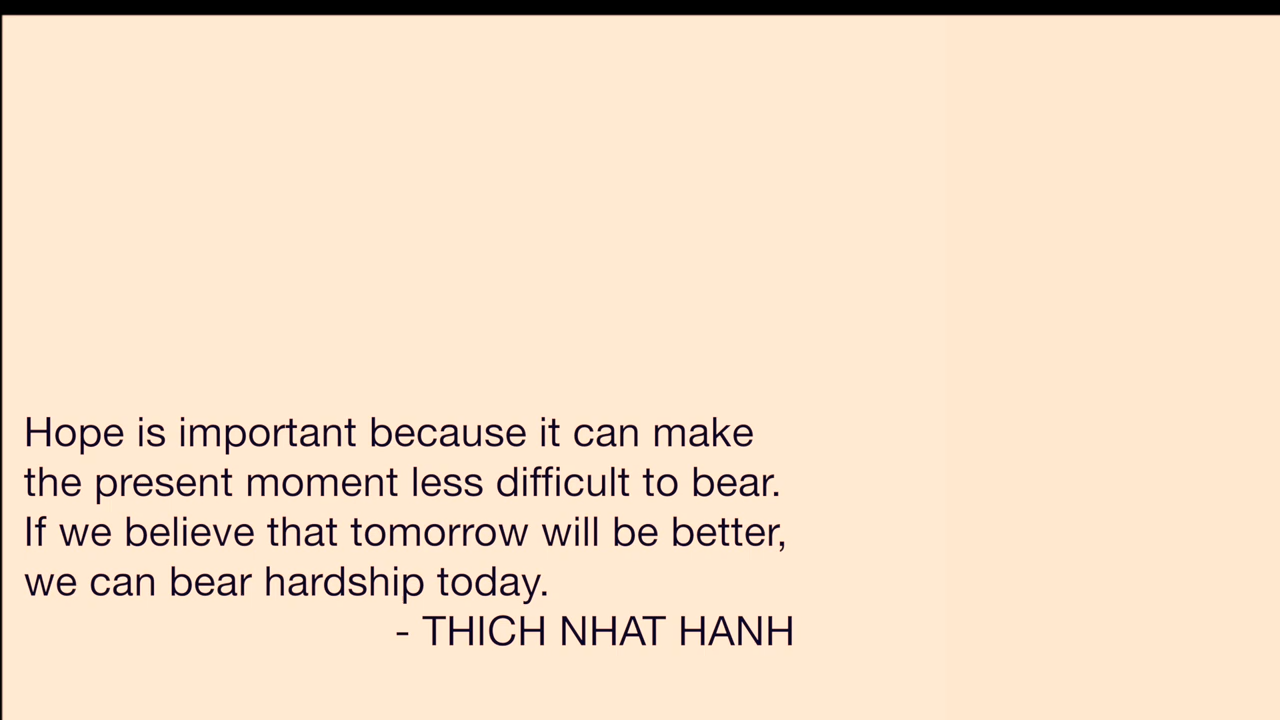 Hope is important because it can make
the present moment less difficult to bear.
If we believe that tomorrow will be better,
we can bear hardship today.
- THICH NHAT HANH